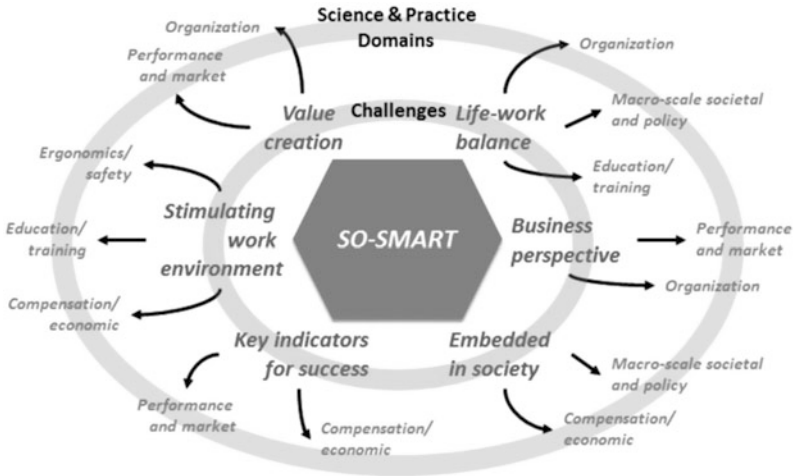 Science & Practice
Domains
Organization
Performance
and market
Organization
Macro-scale societal
and policy
Education/
training
Challenges
Value
creation
Life-work
balance
Ergonomics/
safety
Education/
training
Compensation/
economic
Stimulating
work
environment
SO-SMART
Business
perspective
Performance
and market
Organization
Key indicators
for success
Embedded
in society
Performance
and market
Compensation/
economic
Macro-scale societal
and policy
Compensation/
economic